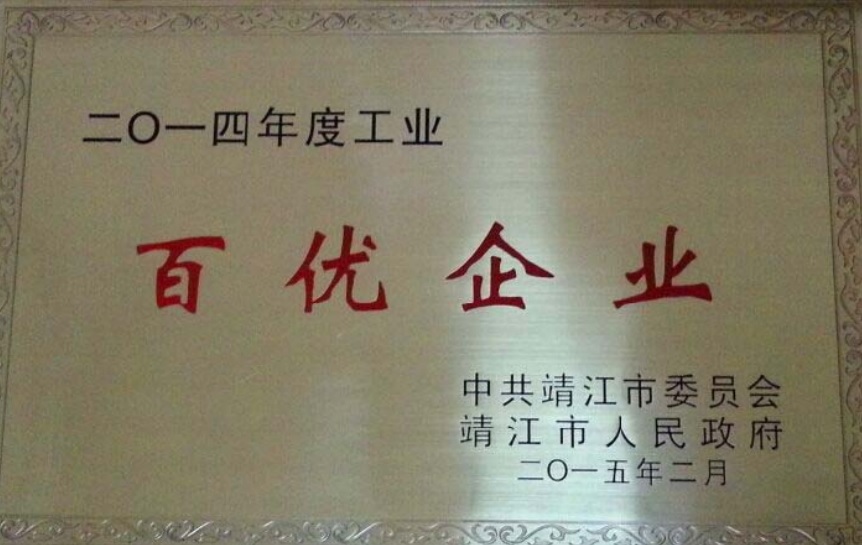 二〇一四年度工业
百优企业
中共靖江市委员会
靖江市人民政府
二〇一五年二月